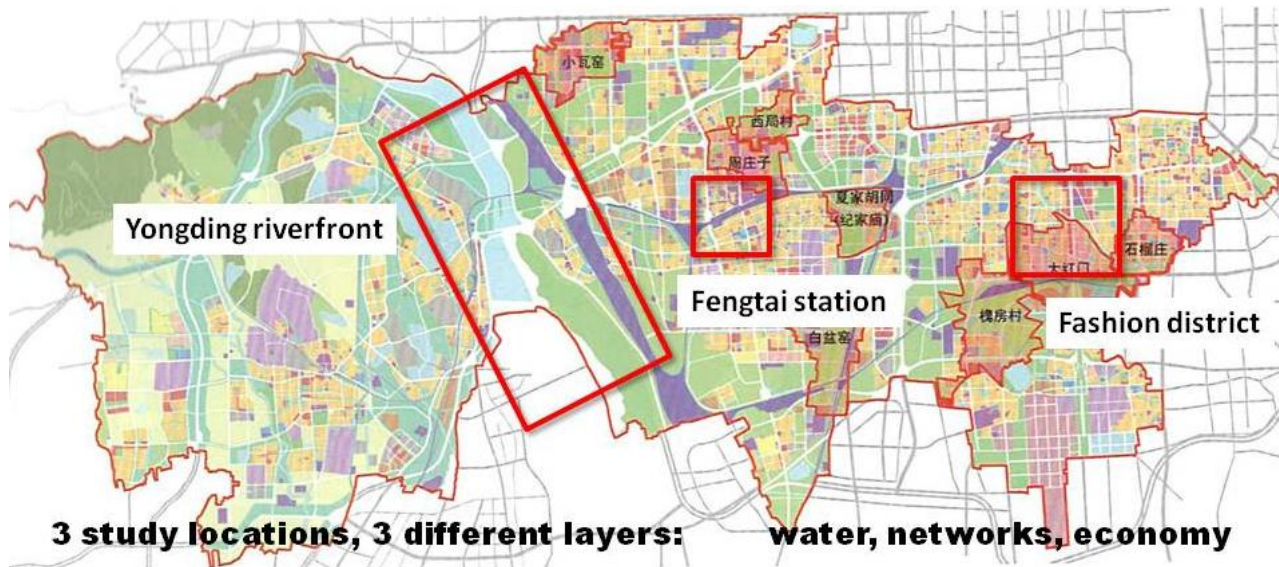 小瓦窑
西局村
周庄子
夏家胡同
(纪家庙)
石榴庄
大红门
Yongding riverfront
Fengtai station
槐房村
Fashion district
白盆窑
3 study locations, 3 different layers: water, networks, economy